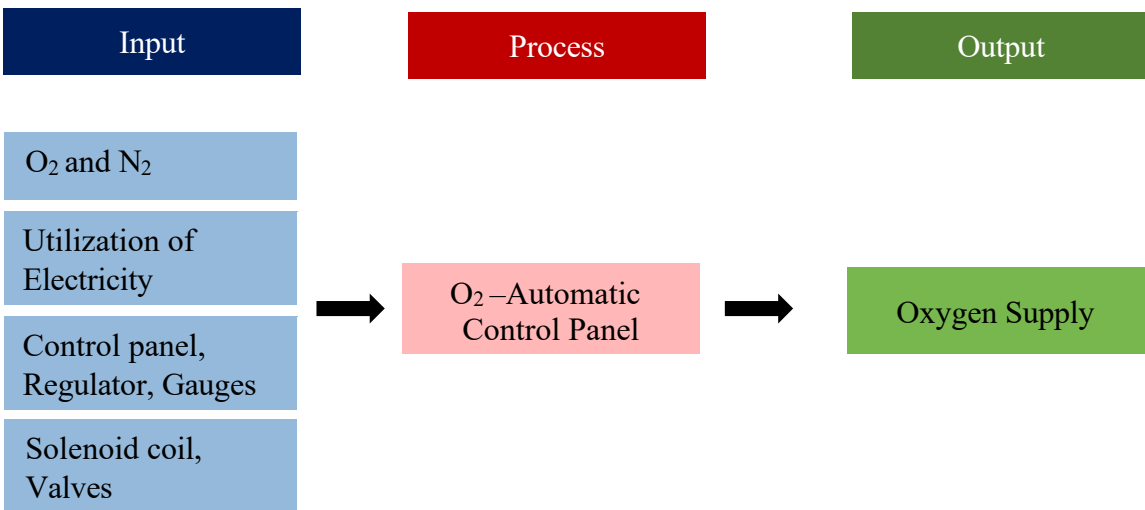 Input
Process
Output
O₂ and N₂
Utilization of
Electricity
Control panel,
Regulator, Gauges
Solenoid coil,
Valves
O₂ –Automatic
Control Panel
Oxygen Supply